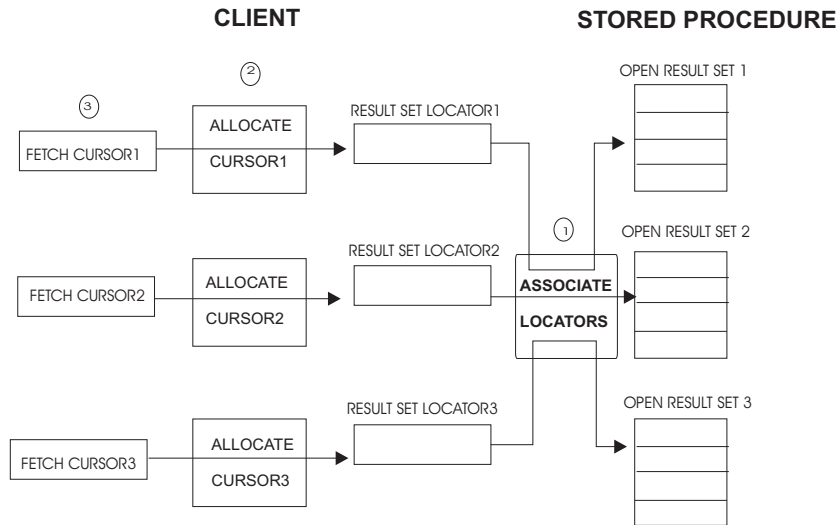 CLIENT
STORED PROCEDURE
2
OPEN RESULT SET 1
3
RESULT SET LOCATOR1
ALLOCATE
CURSOR1
FETCH CURSOR1
1
OPEN RESULT SET 2
RESULT SET LOCATOR2
ALLOCATE
CURSOR2
FETCH CURSOR2
ASSOCIATE
LOCATORS
OPEN RESULT SET 3
RESULT SET LOCATOR3
ALLOCATE
CURSOR3
FETCH CURSOR3